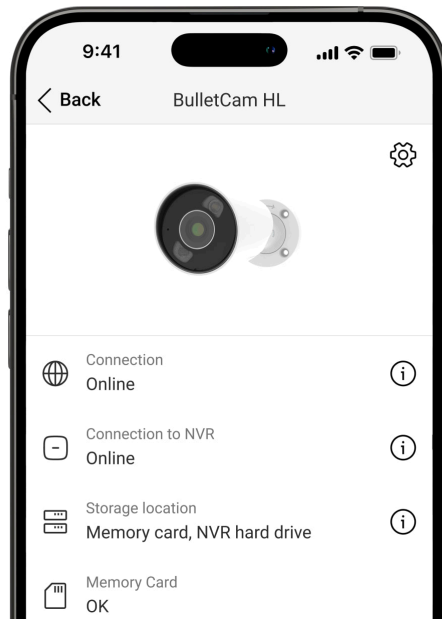 9:41
Back
BulletCam HL
Connection
Online
Connection to NVR
Online
Storage location
Memory card, NVR hard drive
Memory Card
OK